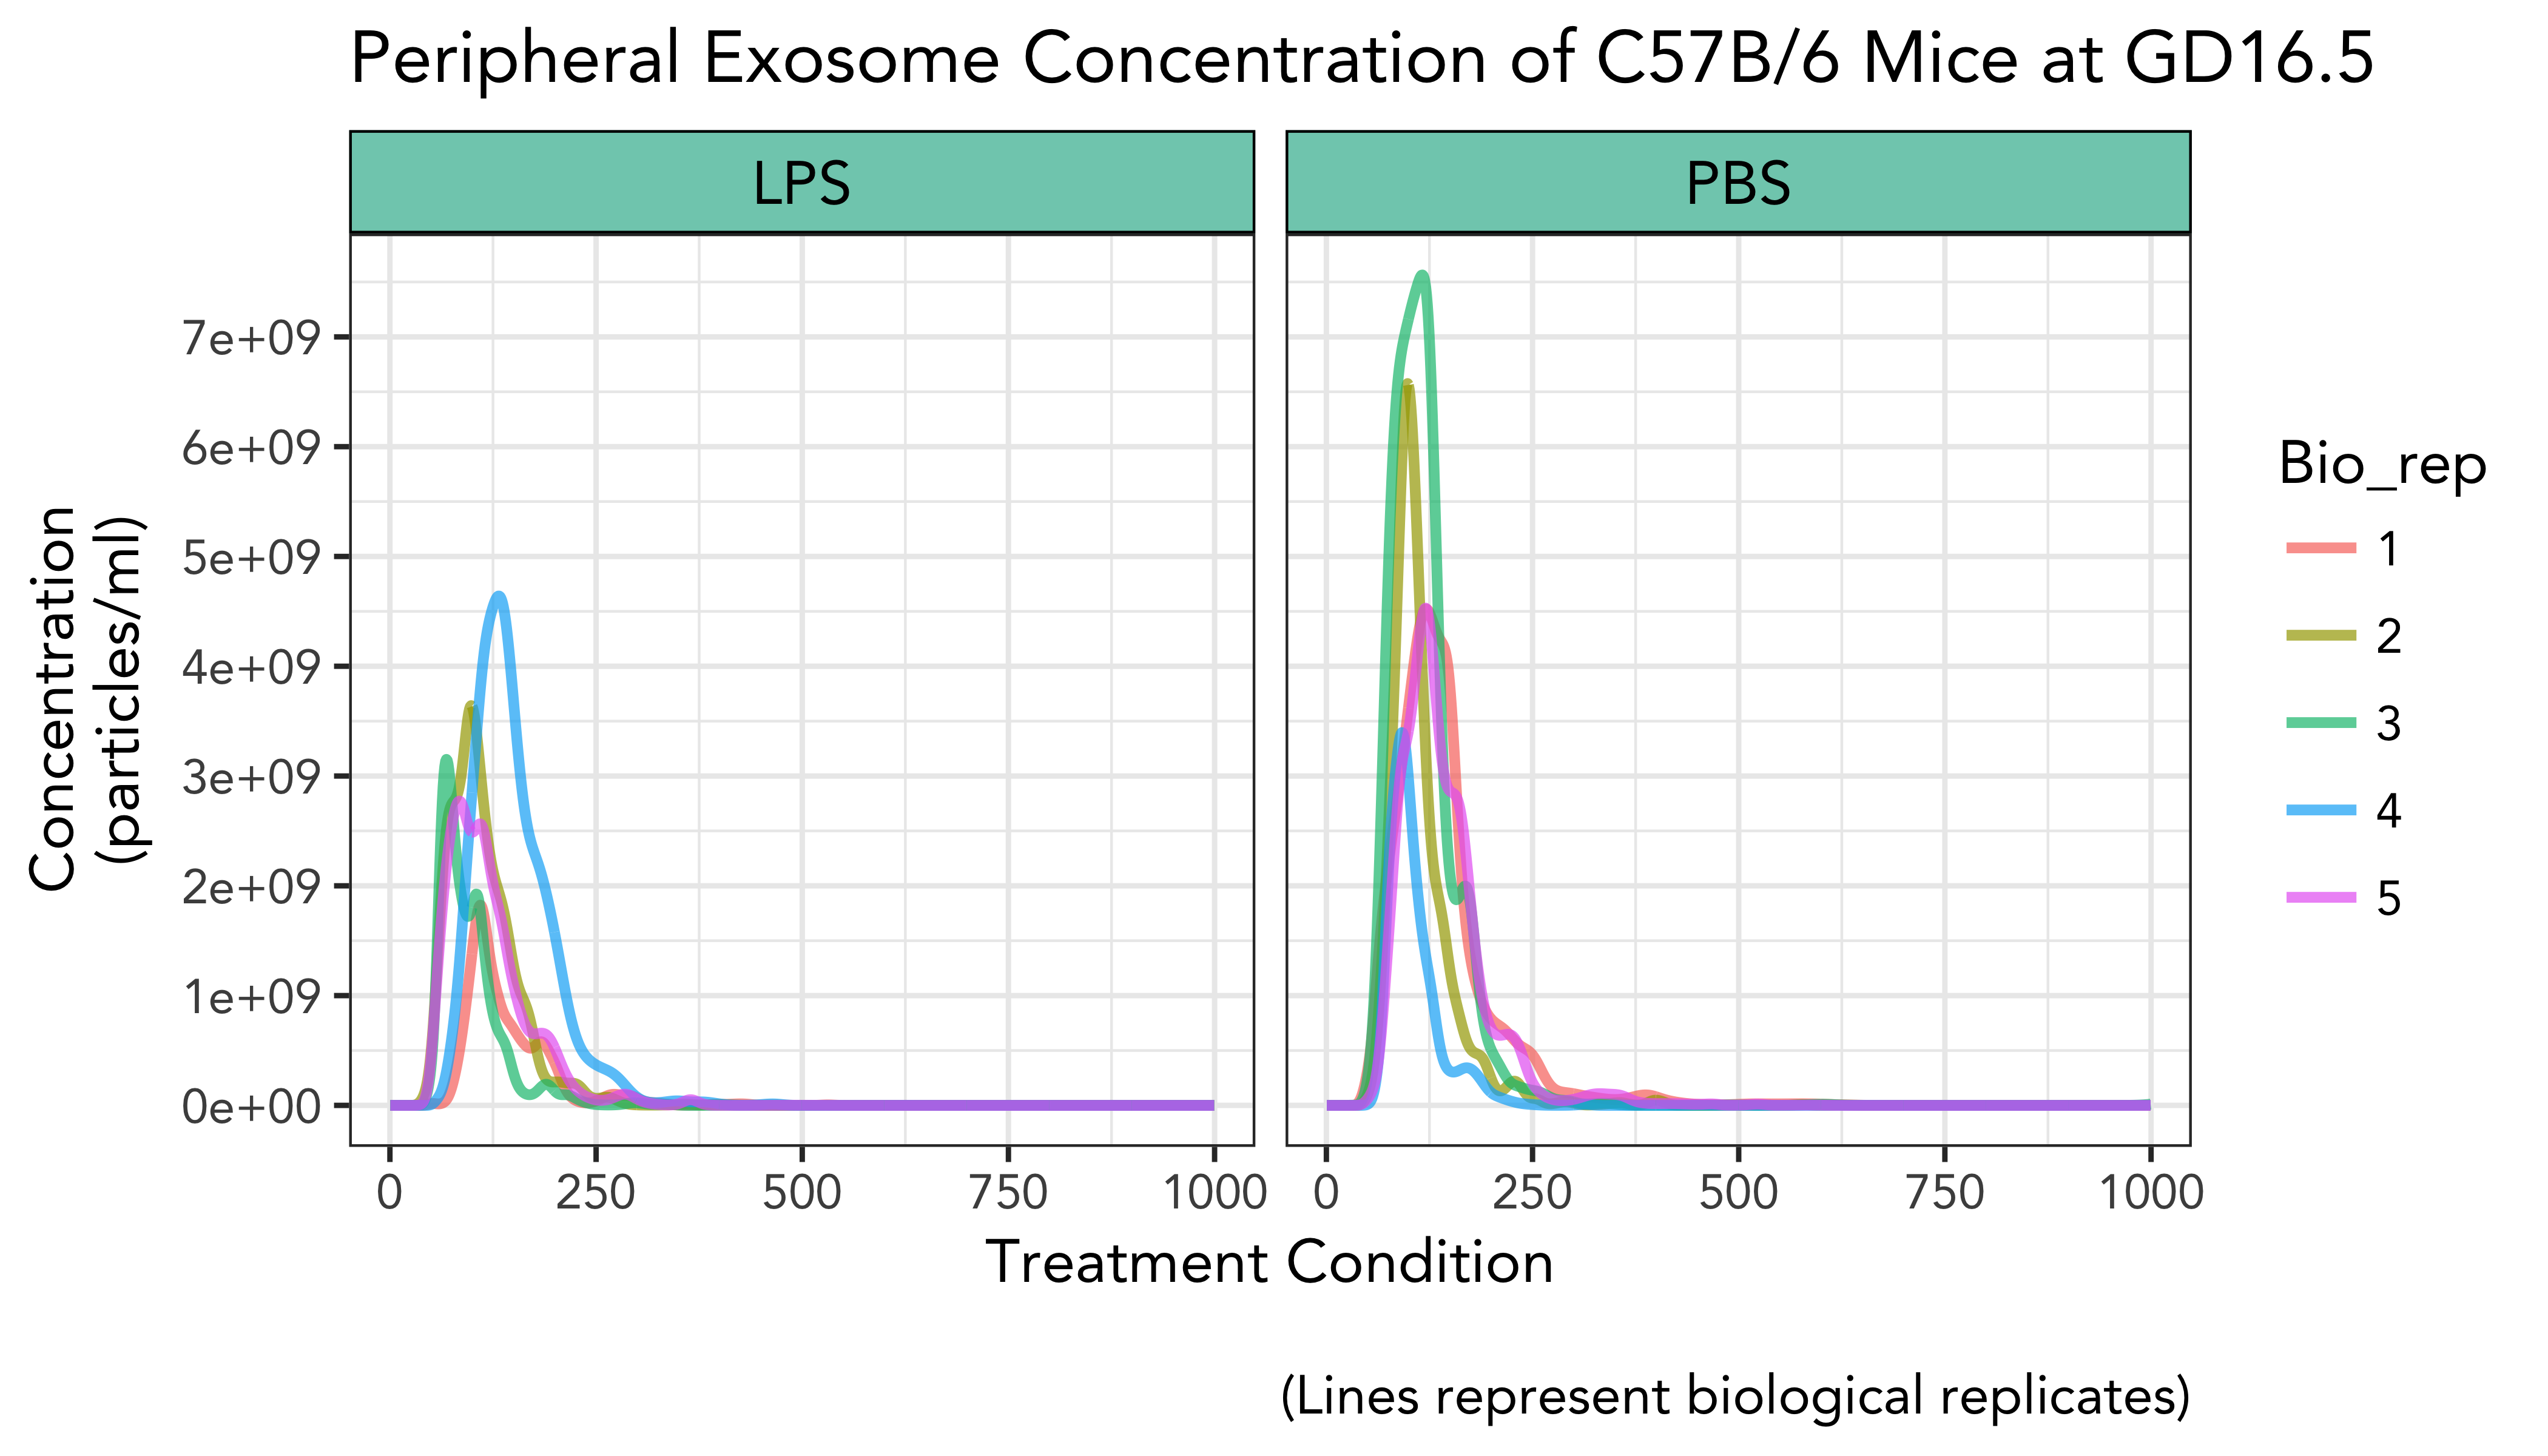 Peripheral Exosome Concentration of C57B/6 Mice at GD16.5
LPS
PBS
Concentration
(particles/ml)
7e+09
6e+09
5e+09
4e+09
3e+09
2e+09
1e+09
0e+00
0 250 500 750 1000
0 250 500 750 1000
Treatment Condition
Bio_rep
1
2
3
4
5
(Lines represent biological replicates)